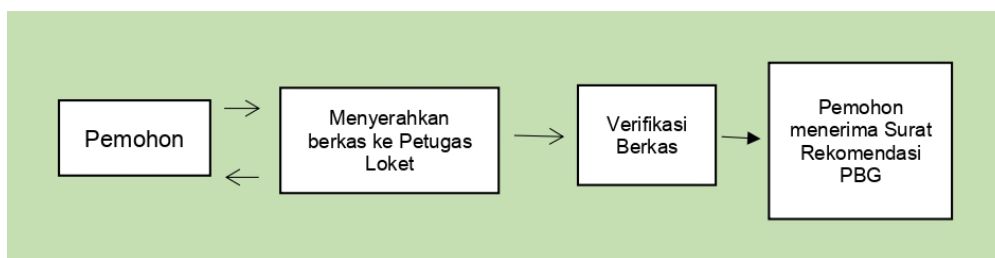 Pemohon
Menyerahkan
berkas ke Petugas
Loket
Verifikasi
Berkas
Pemohon
menerima Surat
Rekomendasi
PBG